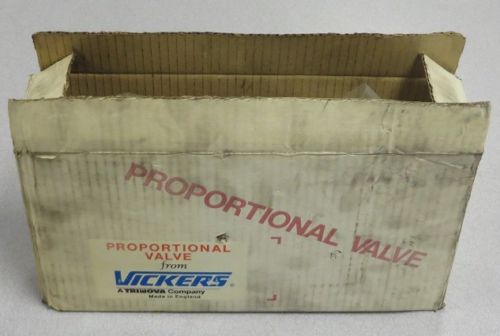 PROPORTIONAL VALVE
PROPORTIONAL
VALVE
from
VICKERS®
A TRINOVA Company
Made in England